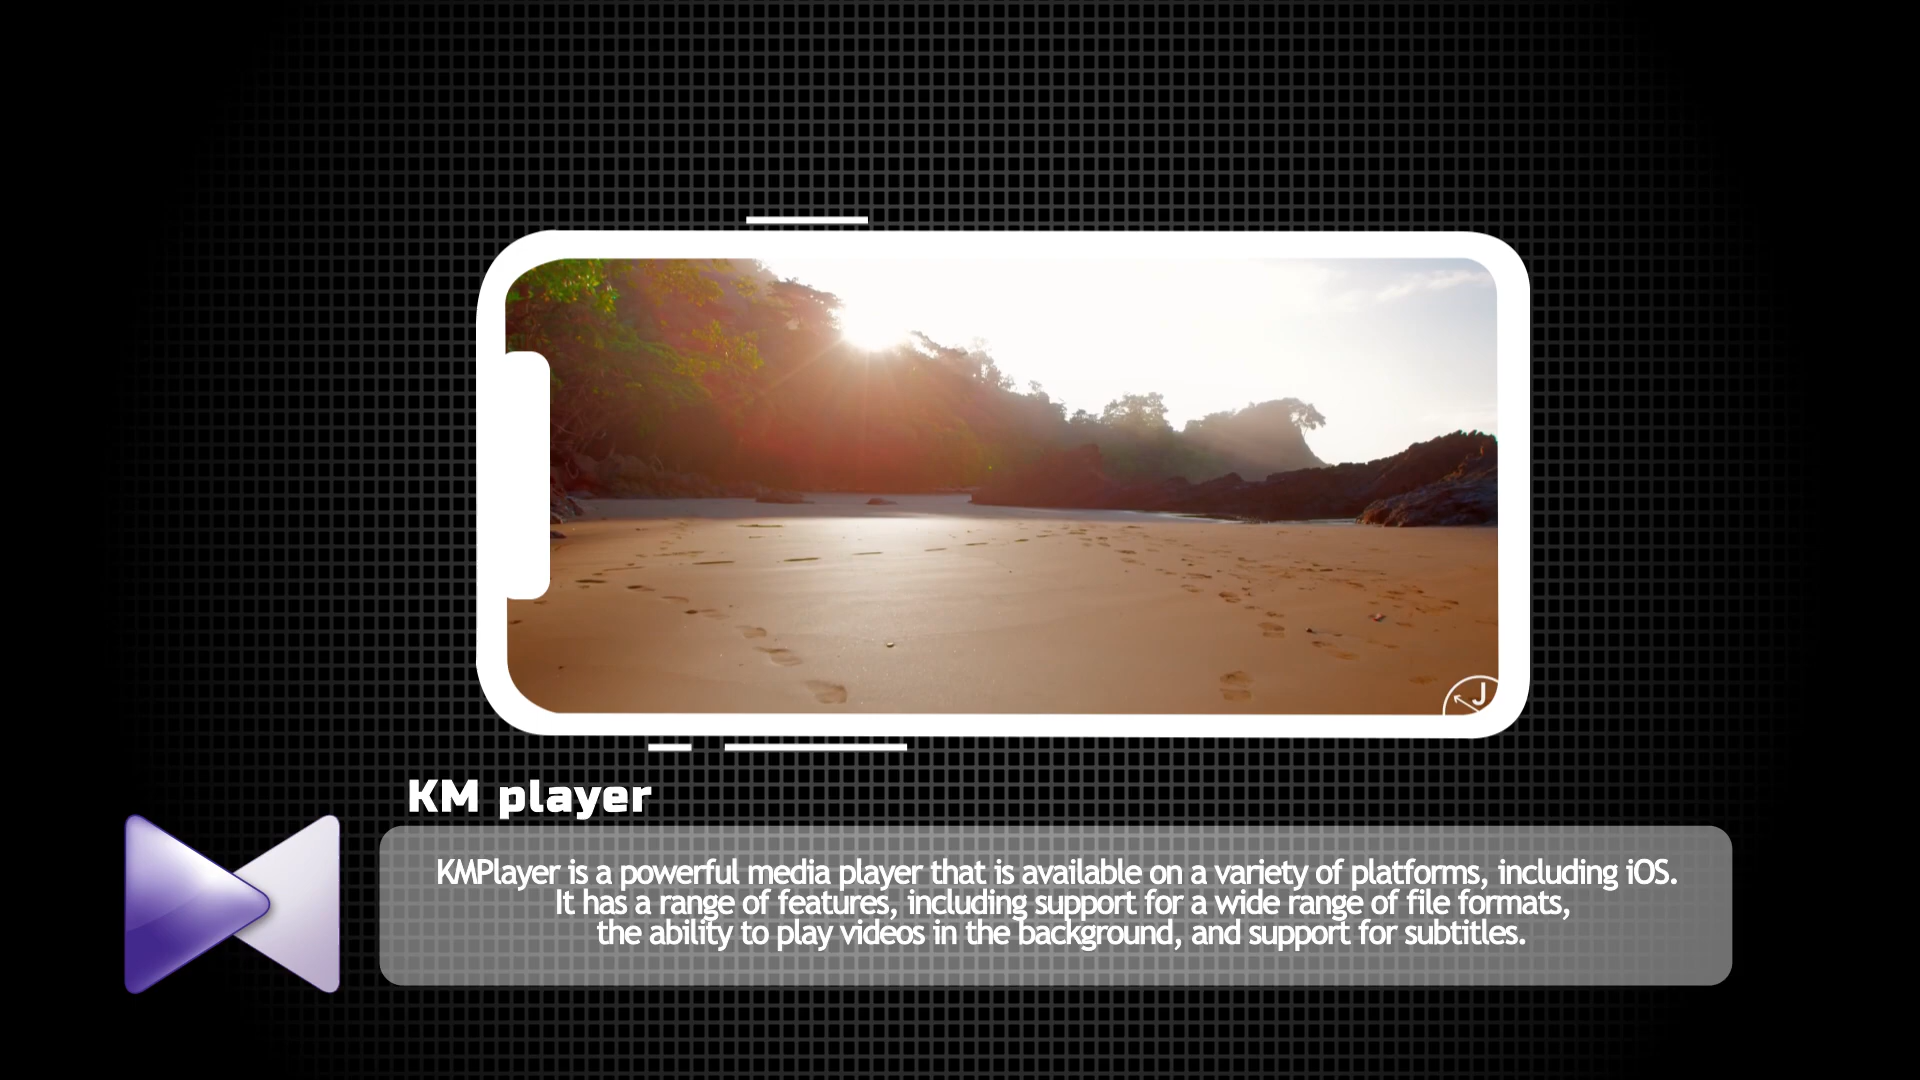 J
KM player
KMPlayer is a powerful media player that is available on a variety of platforms, including iOS.
It has a range of features, including support for a wide range of file formats,
the ability to play videos in the background, and support for subtitles.